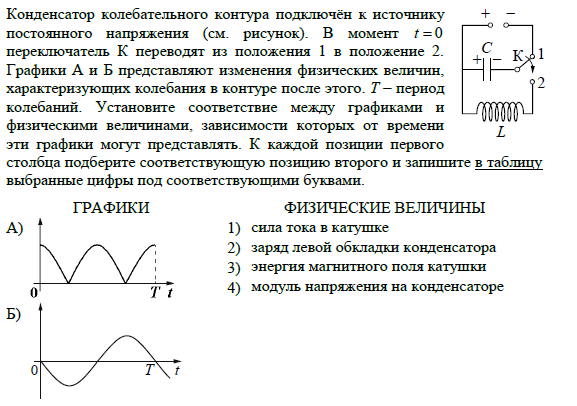 Конденсатор колебательного контура подключён к источнику
постоянного напряжения (см. рисунок). В момент t = 0
переключатель К переводят из положения 1 в положение 2.
Графики А и Б представляют изменения физических величин,
характеризующих колебания в контуре после этого. T – период
колебаний. Установите соответствие между графиками и
физическими величинами, зависимости которых от времени
эти графики могут представлять. К каждой позиции первого
столбца подберите соответствующую позицию второго и запишите в таблицу
выбранные цифры под соответствующими буквами.
+ –
C
+ –
К
1
2
L
ГРАФИКИ
А)
0 T t
Б)
0 T t
ФИЗИЧЕСКИЕ ВЕЛИЧИНЫ
1) сила тока в катушке
2) заряд левой обкладки конденсатора
3) энергия магнитного поля катушки
4) модуль напряжения на конденсаторе